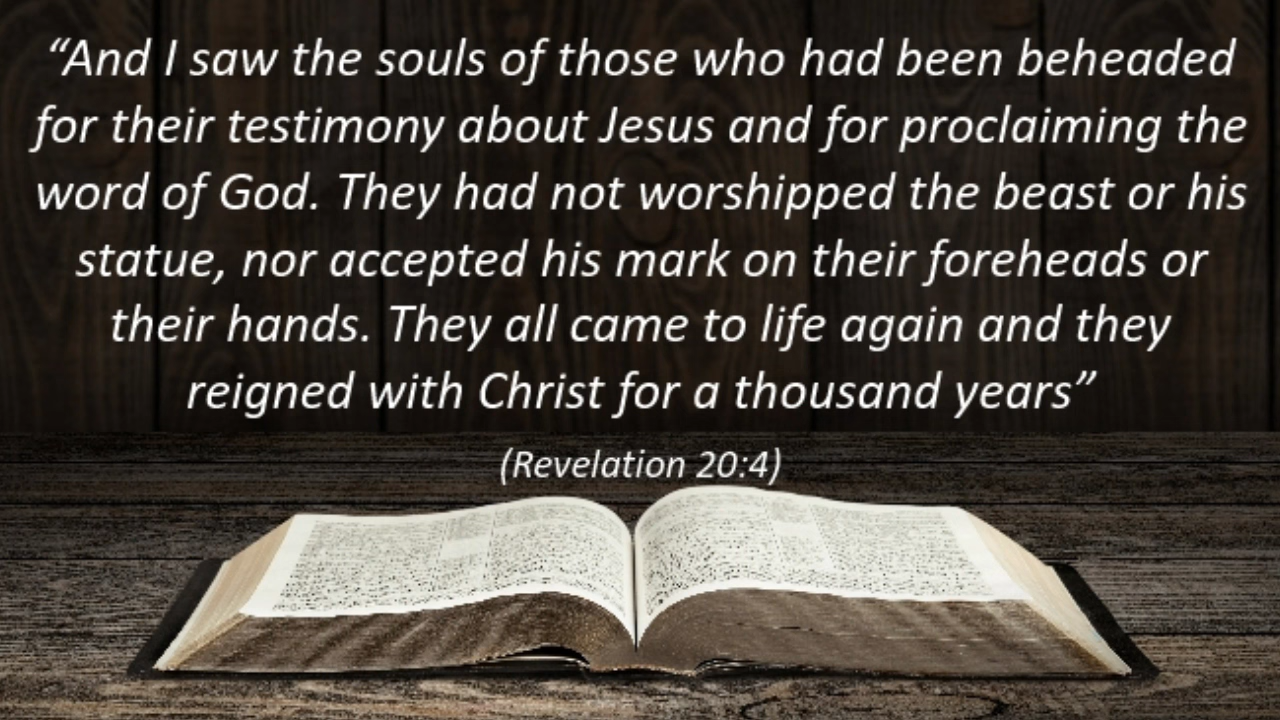 “And I saw the souls of those who had been beheaded
for their testimony about Jesus and for proclaiming the
word of God. They had not worshipped the beast or his
statue, nor accepted his mark on their foreheads or
their hands. They all came to life again and they
reigned with Christ for a thousand years”
(Revelation 20:4)